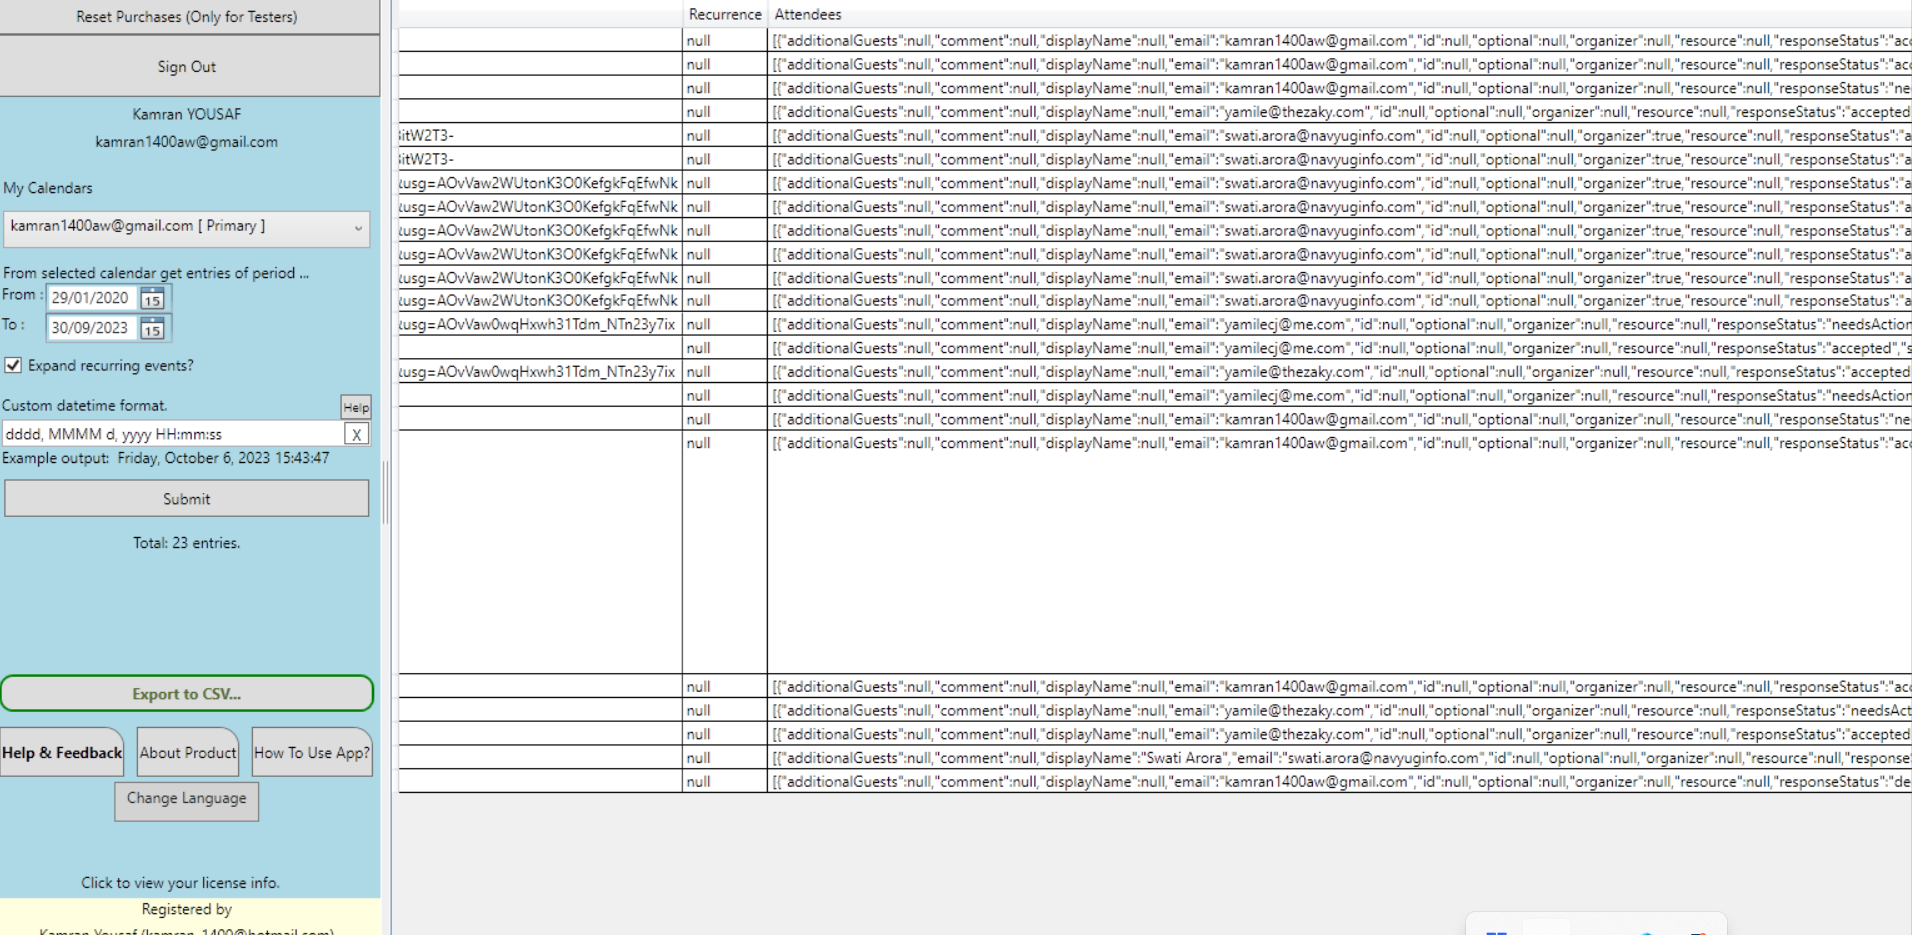 Reset Purchases (Only for Testers)
Sign Out
Kamran YOUSAF
kamran1400aw@gmail.com
My Calendars
kamran1400aw@gmail.com [ Primary ]
From selected calendar get entries of period ...
From : 29/01/2020 15
To : 30/09/2023 15
Expand recurring events?
Custom datetime format. Help
dddd, MMMM d, yyyy HH:mm:ss X
Example output: Friday, October 6, 2023 15:43:47
Submit
Total: 23 entries.
Export to CSV...
Help & Feedback About Product How To Use App?
Change Language
Click to view your license info.
Registered by
Kamran Yousaf (kamran_1400@hotmail.com)
Recurrence Attendees
null [{"additionalGuests":null,"comment":null,"displayName":null,"email":"kamran1400aw@gmail.com","id":null,"optional":null,"organizer":null,"resource":null,"responseStatus":"acc
null [{"additionalGuests":null,"comment":null,"displayName":null,"email":"kamran1400aw@gmail.com","id":null,"optional":null,"organizer":null,"resource":null,"responseStatus":"acc
null [{"additionalGuests":null,"comment":null,"displayName":null,"email":"kamran1400aw@gmail.com","id":null,"optional":null,"organizer":null,"resource":null,"responseStatus":"ne
null [{"additionalGuests":null,"comment":null,"displayName":null,"email":"yamile@thezaky.com","id":null,"optional":null,"organizer":null,"resource":null,"responseStatus":"accepted
itW2T3- null [{"additionalGuests":null,"comment":null,"displayName":null,"email":"swati.arora@navyuginfo.com","id":null,"optional":null,"organizer":true,"resource":null,"responseStatus":"a
itW2T3- null [{"additionalGuests":null,"comment":null,"displayName":null,"email":"swati.arora@navyuginfo.com","id":null,"optional":null,"organizer":true,"resource":null,"responseStatus":"a
&usg=AOvVaw2WUtonK3O0KefgkFqEfwNk null [{"additionalGuests":null,"comment":null,"displayName":null,"email":"swati.arora@navyuginfo.com","id":null,"optional":null,"organizer":true,"resource":null,"responseStatus":"a
&usg=AOvVaw2WUtonK3O0KefgkFqEfwNk null [{"additionalGuests":null,"comment":null,"displayName":null,"email":"swati.arora@navyuginfo.com","id":null,"optional":null,"organizer":true,"resource":null,"responseStatus":"a
&usg=AOvVaw2WUtonK3O0KefgkFqEfwNk null [{"additionalGuests":null,"comment":null,"displayName":null,"email":"swati.arora@navyuginfo.com","id":null,"optional":null,"organizer":true,"resource":null,"responseStatus":"a
&usg=AOvVaw2WUtonK3O0KefgkFqEfwNk null [{"additionalGuests":null,"comment":null,"displayName":null,"email":"swati.arora@navyuginfo.com","id":null,"optional":null,"organizer":true,"resource":null,"responseStatus":"a
&usg=AOvVaw2WUtonK3O0KefgkFqEfwNk null [{"additionalGuests":null,"comment":null,"displayName":null,"email":"swati.arora@navyuginfo.com","id":null,"optional":null,"organizer":true,"resource":null,"responseStatus":"a
&usg=AOvVaw2WUtonK3O0KefgkFqEfwNk null [{"additionalGuests":null,"comment":null,"displayName":null,"email":"swati.arora@navyuginfo.com","id":null,"optional":null,"organizer":true,"resource":null,"responseStatus":"a
&usg=AOvVaw0wqHxwh31Tdm_NTn23y7ix null [{"additionalGuests":null,"comment":null,"displayName":null,"email":"yamilecj@me.com","id":null,"optional":null,"organizer":null,"resource":null,"responseStatus":"needsAction
null [{"additionalGuests":null,"comment":null,"displayName":null,"email":"yamilecj@me.com","id":null,"optional":null,"organizer":null,"resource":null,"responseStatus":"accepted","s
&usg=AOvVaw0wqHxwh31Tdm_NTn23y7ix null [{"additionalGuests":null,"comment":null,"displayName":null,"email":"yamile@thezaky.com","id":null,"optional":null,"organizer":null,"resource":null,"responseStatus":"accepted
null [{"additionalGuests":null,"comment":null,"displayName":null,"email":"yamilecj@me.com","id":null,"optional":null,"organizer":null,"resource":null,"responseStatus":"needsAction
null [{"additionalGuests":null,"comment":null,"displayName":null,"email":"kamran1400aw@gmail.com","id":null,"optional":null,"organizer":null,"resource":null,"responseStatus":"ne
null [{"additionalGuests":null,"comment":null,"displayName":null,"email":"kamran1400aw@gmail.com","id":null,"optional":null,"organizer":null,"resource":null,"responseStatus":"acc
null [{"additionalGuests":null,"comment":null,"displayName":null,"email":"kamran1400aw@gmail.com","id":null,"optional":null,"organizer":null,"resource":null,"responseStatus":"acc
null [{"additionalGuests":null,"comment":null,"displayName":null,"email":"yamile@thezaky.com","id":null,"optional":null,"organizer":null,"resource":null,"responseStatus":"needsAct
null [{"additionalGuests":null,"comment":null,"displayName":null,"email":"yamile@thezaky.com","id":null,"optional":null,"organizer":null,"resource":null,"responseStatus":"accepted
null [{"additionalGuests":null,"comment":null,"displayName":"Swati Arora","email":"swati.arora@navyuginfo.com","id":null,"optional":null,"organizer":null,"resource":null,"response
null [{"additionalGuests":null,"comment":null,"displayName":null,"email":"kamran1400aw@gmail.com","id":null,"optional":null,"organizer":null,"resource":null,"responseStatus":"de